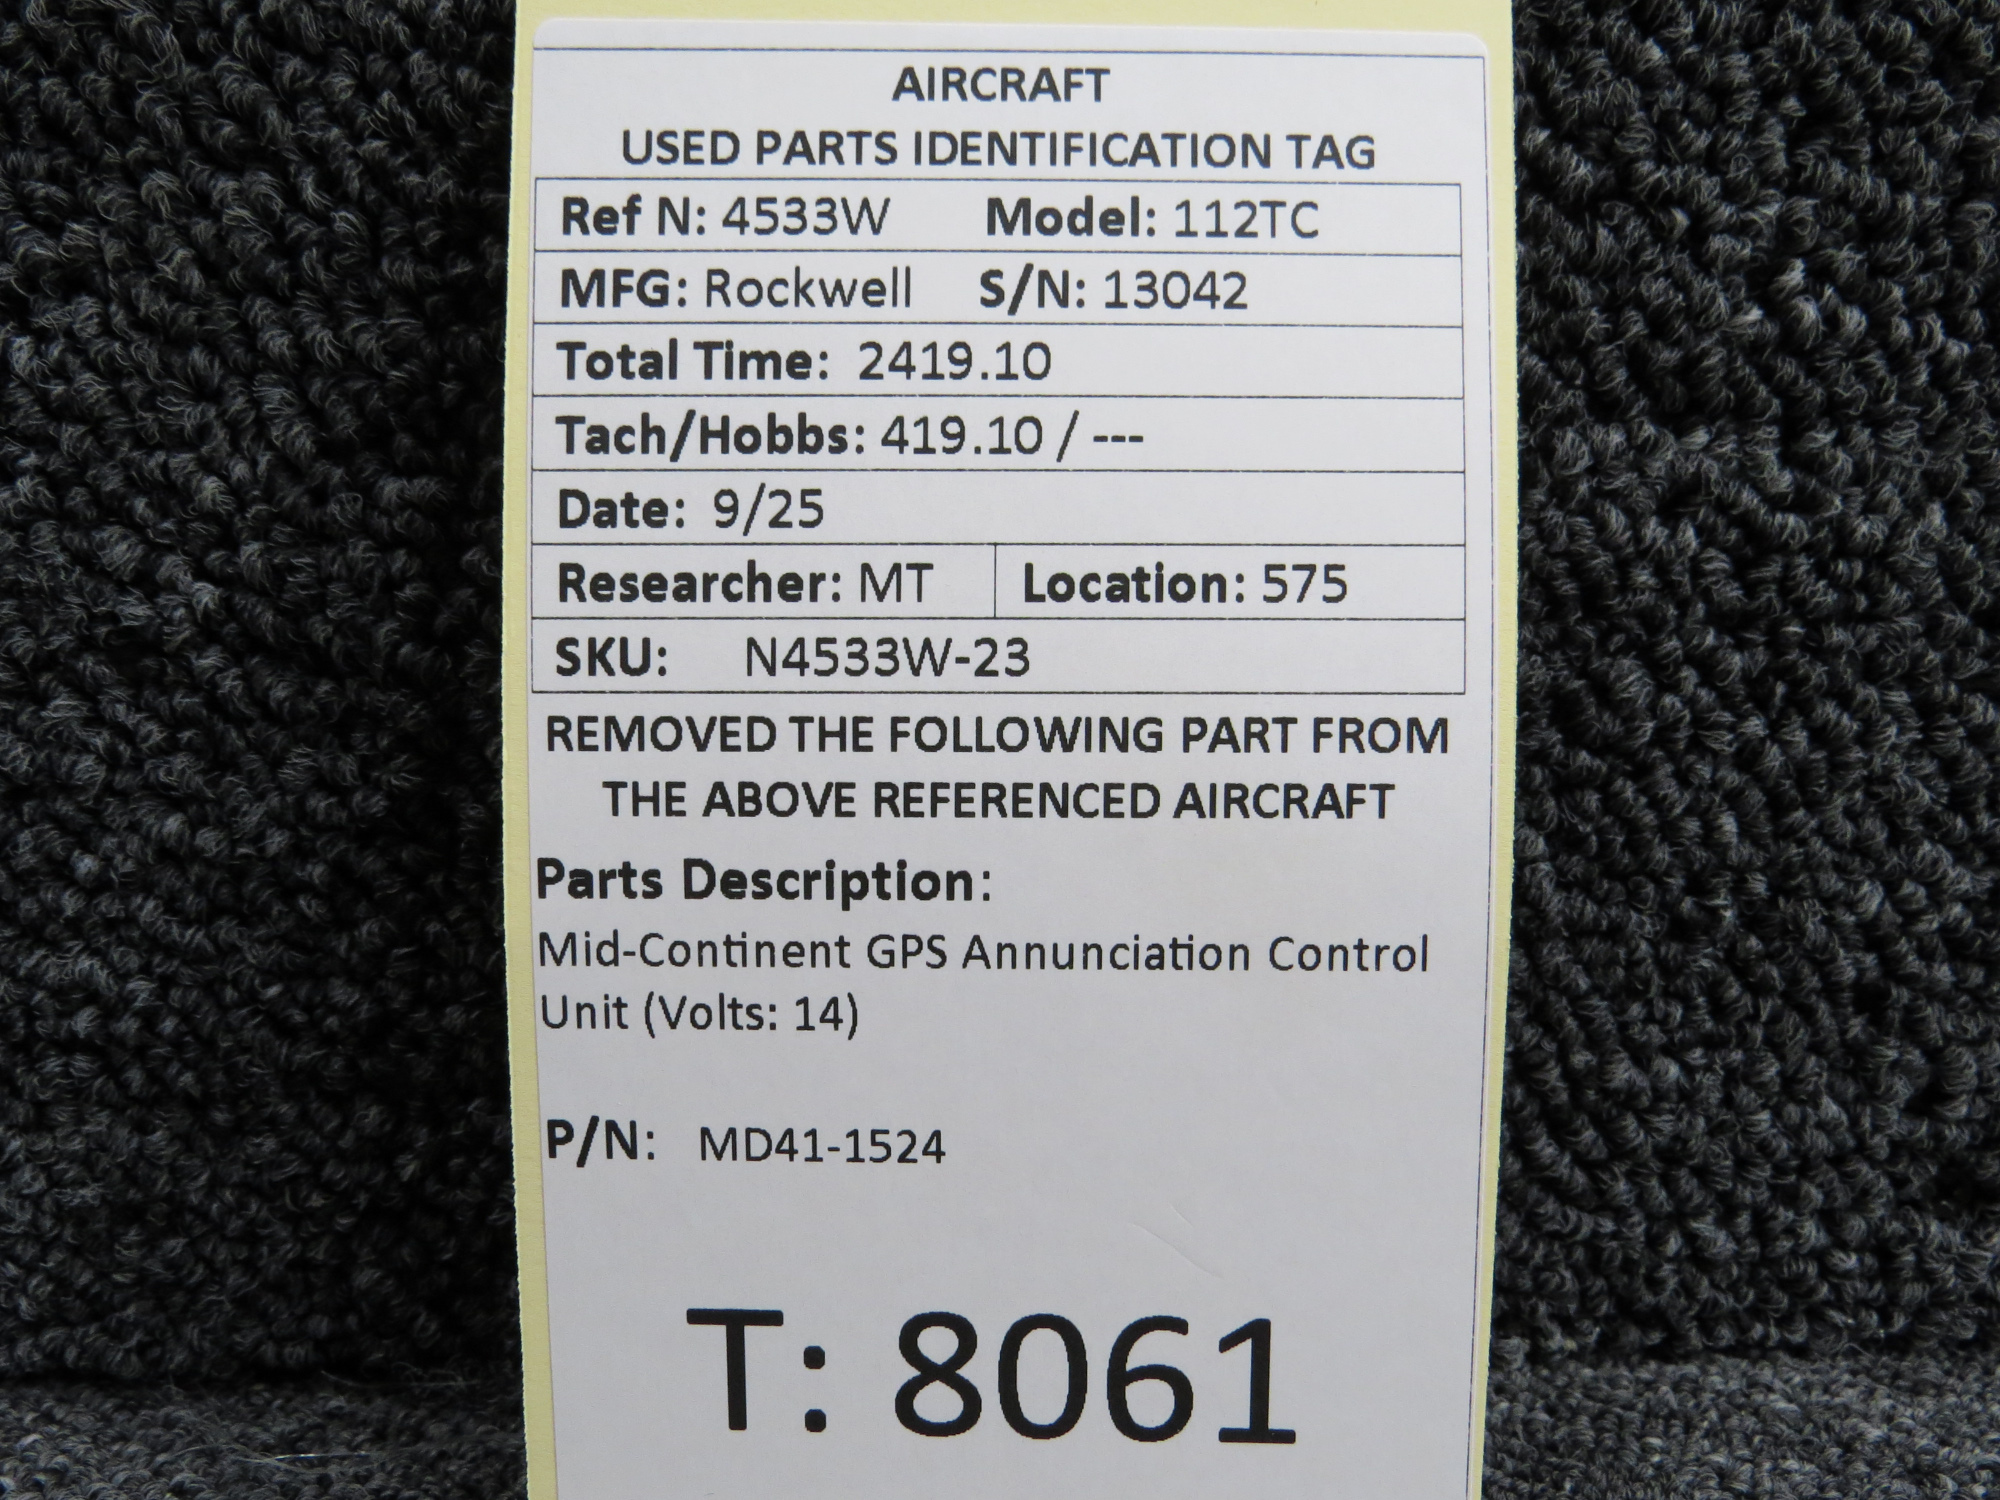 AIRCRAFT
USED PARTS IDENTIFICATION TAG
Ref N: 4533W Model: 112TC
MFG: Rockwell S/N: 13042
Total Time: 2419.10
Tach/Hobbs: 419.10 / ---
Date: 9/25
Researcher: MT Location: 575
SKU: N4533W-23
REMOVED THE FOLLOWING PART FROM
THE ABOVE REFERENCED AIRCRAFT
Parts Description:
Mid-Continent GPS Annunciation Control
Unit (Volts: 14)
P/N: MD41-1524
T: 8061